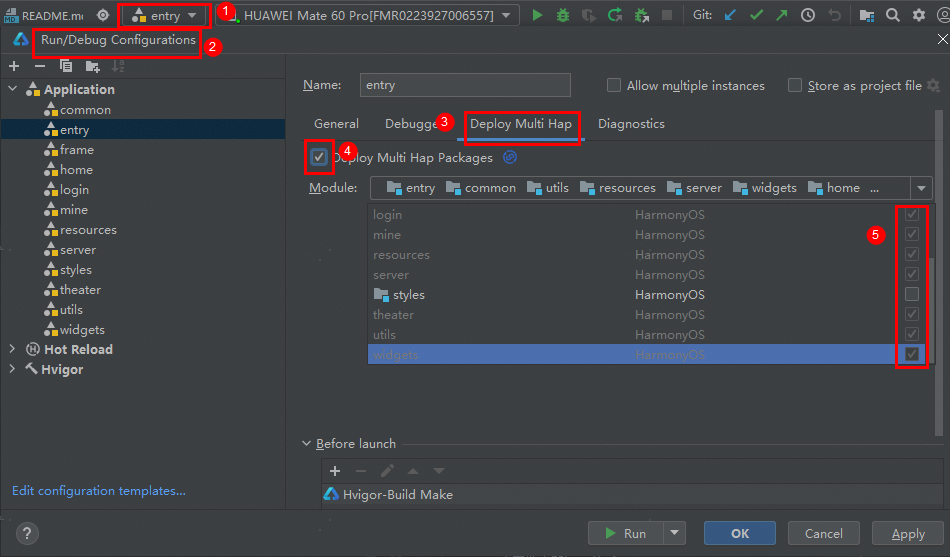 README.m
entry
1
HUAWEI Mate 60 Pro[FMR0223927006557]
Git:
Run/Debug Configurations
2
Application
common
entry
frame
home
login
mine
resources
server
styles
theater
utils
widgets
Hot Reload
Hvigor
Edit configuration templates...
Name:
entry
Allow multiple instances
Store as project file
General
Debugge
3
Deploy Multi Hap
Diagnostics
4
Deploy Multi Hap Packages
Module:
entry common utils resources server widgets home ...
5
login HarmonyOS
mine HarmonyOS
resources HarmonyOS
server HarmonyOS
styles HarmonyOS
theater HarmonyOS
utils HarmonyOS
widgets HarmonyOS
Before launch
Hvigor-Build Make
?
Run
OK
Cancel
Apply